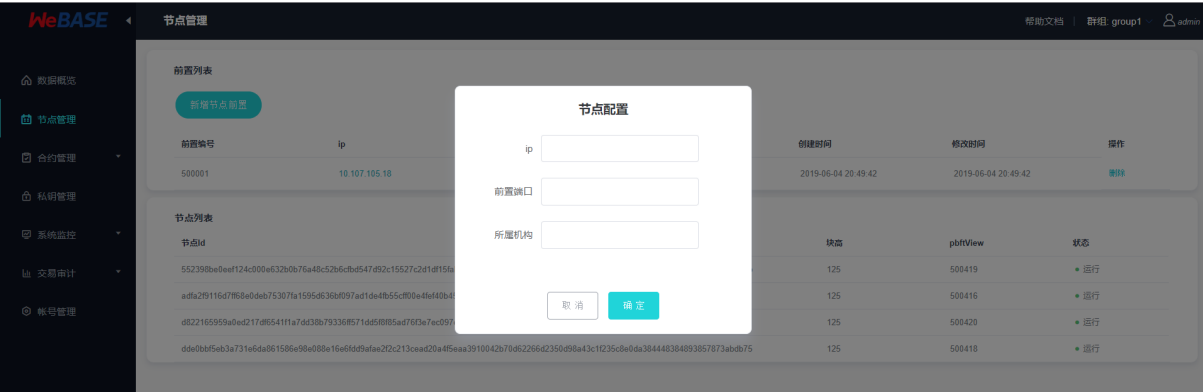 WeBASE
节点管理
帮助文档
群组: group1
admin
数据概览
节点管理
合约管理
私钥管理
系统监控
交易审计
帐号管理
前置列表
新增节点前置
前置编号 ip 创建时间 修改时间 操作
500001 10.107.105.18 2019-06-04 20:49:42 2019-06-04 20:49:42 删除
节点配置
ip
前置端口
所属机构
取消 确定
节点列表
节点Id 块高 pbftView 状态
125 500419 运行
125 500416 运行
125 500420 运行
125 500418 运行